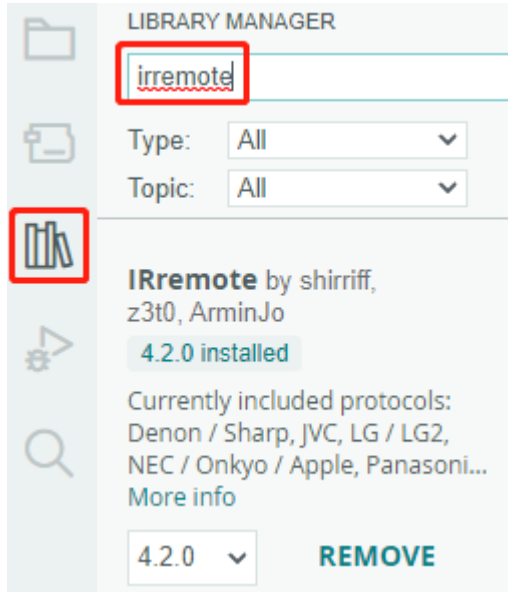 LIBRARY MANAGER
irremote
Type: All
Topic: All
IRremote by shirriff,
z3t0, ArminJo
4.2.0 installed
Currently included protocols:
Denon / Sharp, JVC, LG / LG2,
NEC / Onkyo / Apple, Panasoni...
More info
4.2.0 REMOVE